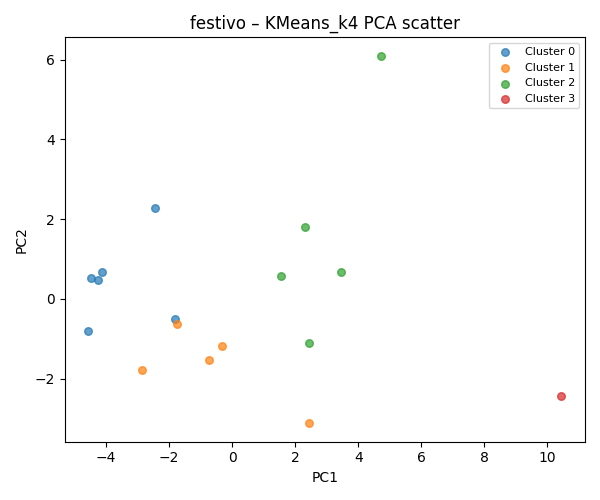 festivo – KMeans_k4 PCA scatter
Cluster 0
Cluster 1
Cluster 2
Cluster 3
PC2
6
4
2
0
−2
−4 −2 0 2 4 6 8 10
PC1